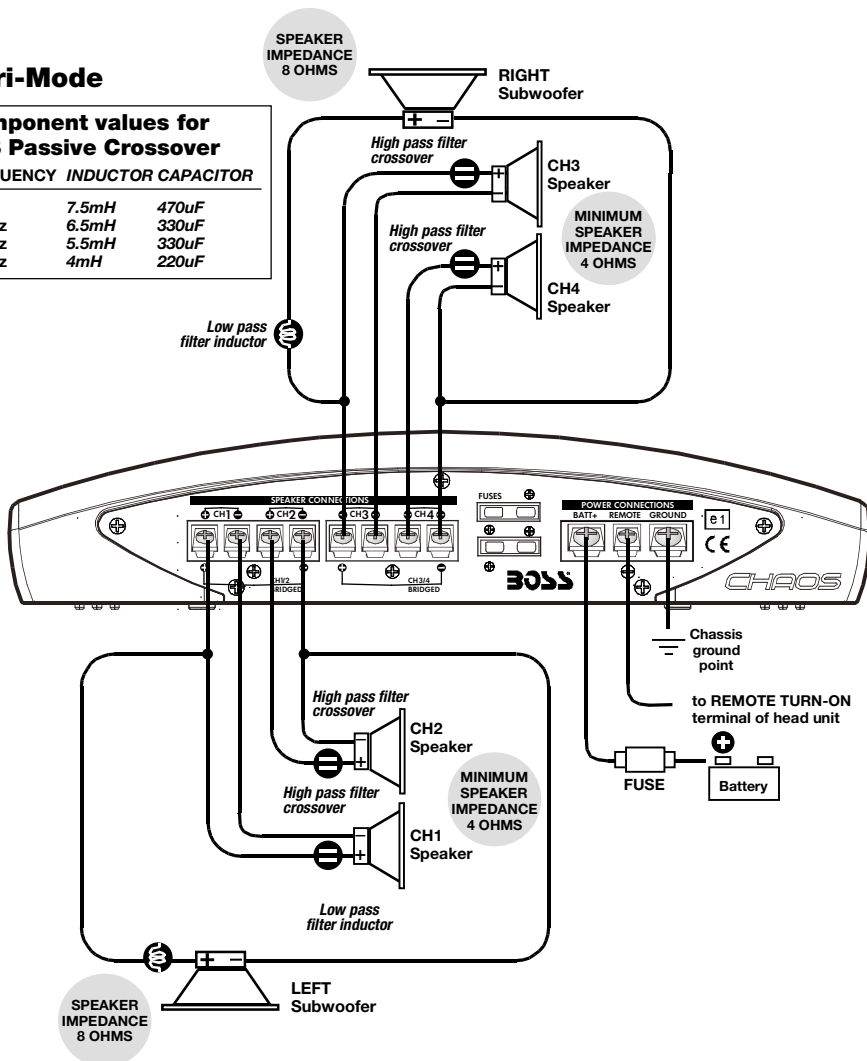 SPEAKER
IMPEDANCE
8 OHMS
ri-Mode
RIGHT
Subwoofer
mponent values for
Passive Crossover
UENCY INDUCTOR CAPACITOR
7.5mH 470uF
z 6.5mH 330uF
z 5.5mH 330uF
z 4mH 220uF
+ −
High pass filter
crossover
+
−
CH3
Speaker
High pass filter
crossover
+
−
MINIMUM
SPEAKER
IMPEDANCE
4 OHMS
CH4
Speaker
Low pass
filter inductor
SPEAKER CONNECTIONS
+ CH1 − + CH2 − + CH3 − + CH4 −
FUSES
POWER CONNECTIONS
BATT+ REMOTE GROUND
e1
CE
+ − + −
CH1/2
BRIDGED
CH3/4
BRIDGED
BOSS
CHAOS
Chassis
ground
point
to REMOTE TURN-ON
terminal of head unit
+
FUSE
Battery
High pass filter
crossover
−
+
CH2
Speaker
High pass filter
crossover
MINIMUM
SPEAKER
IMPEDANCE
4 OHMS
−
+
CH1
Speaker
Low pass
filter inductor
+ −
LEFT
Subwoofer
SPEAKER
IMPEDANCE
8 OHMS